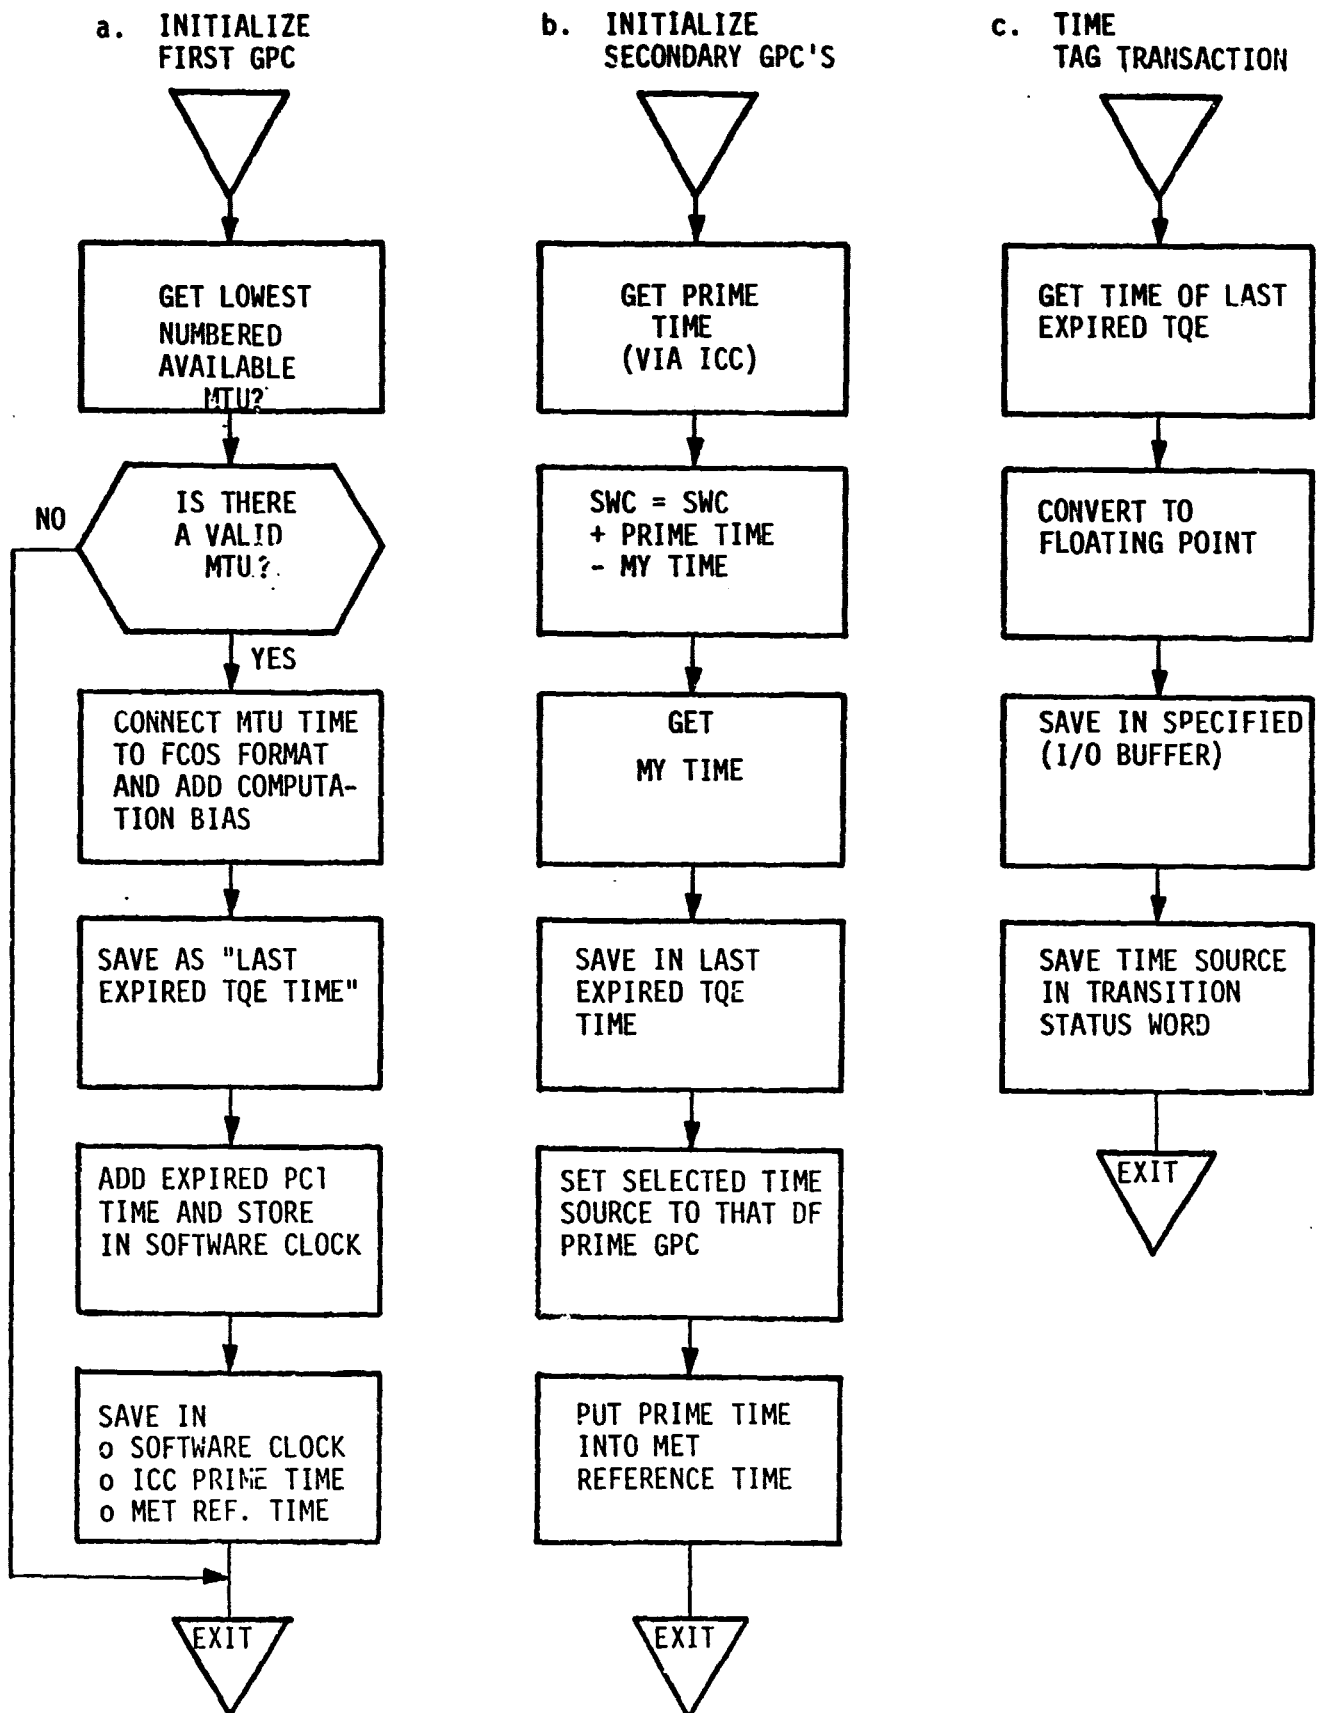 a. INITIALIZE
FIRST GPC
GET LOWEST
NUMBERED
AVAILABLE
MTU?
IS THERE
A VALID
MTU?
NO
YES
CONNECT MTU TIME
TO FCOS FORMAT
AND ADD COMPUTA-
TION BIAS
SAVE AS "LAST
EXPIRED TQE TIME"
ADD EXPIRED PC1
TIME AND STORE
IN SOFTWARE CLOCK
SAVE IN
o SOFTWARE CLOCK
o ICC PRIME TIME
o MET REF. TIME
EXIT
b. INITIALIZE
SECONDARY GPC'S
GET PRIME
TIME
(VIA ICC)
SWC = SWC
+ PRIME TIME
- MY TIME
GET
MY TIME
SAVE IN LAST
EXPIRED TQE
TIME
SET SELECTED TIME
SOURCE TO THAT OF
PRIME GPC
PUT PRIME TIME
INTO MET
REFERENCE TIME
EXIT
c. TIME
TAG TRANSACTION
GET TIME OF LAST
EXPIRED TQE
CONVERT TO
FLOATING POINT
SAVE IN SPECIFIED
(I/O BUFFER)
SAVE TIME SOURCE
IN TRANSITION
STATUS WORD
EXIT